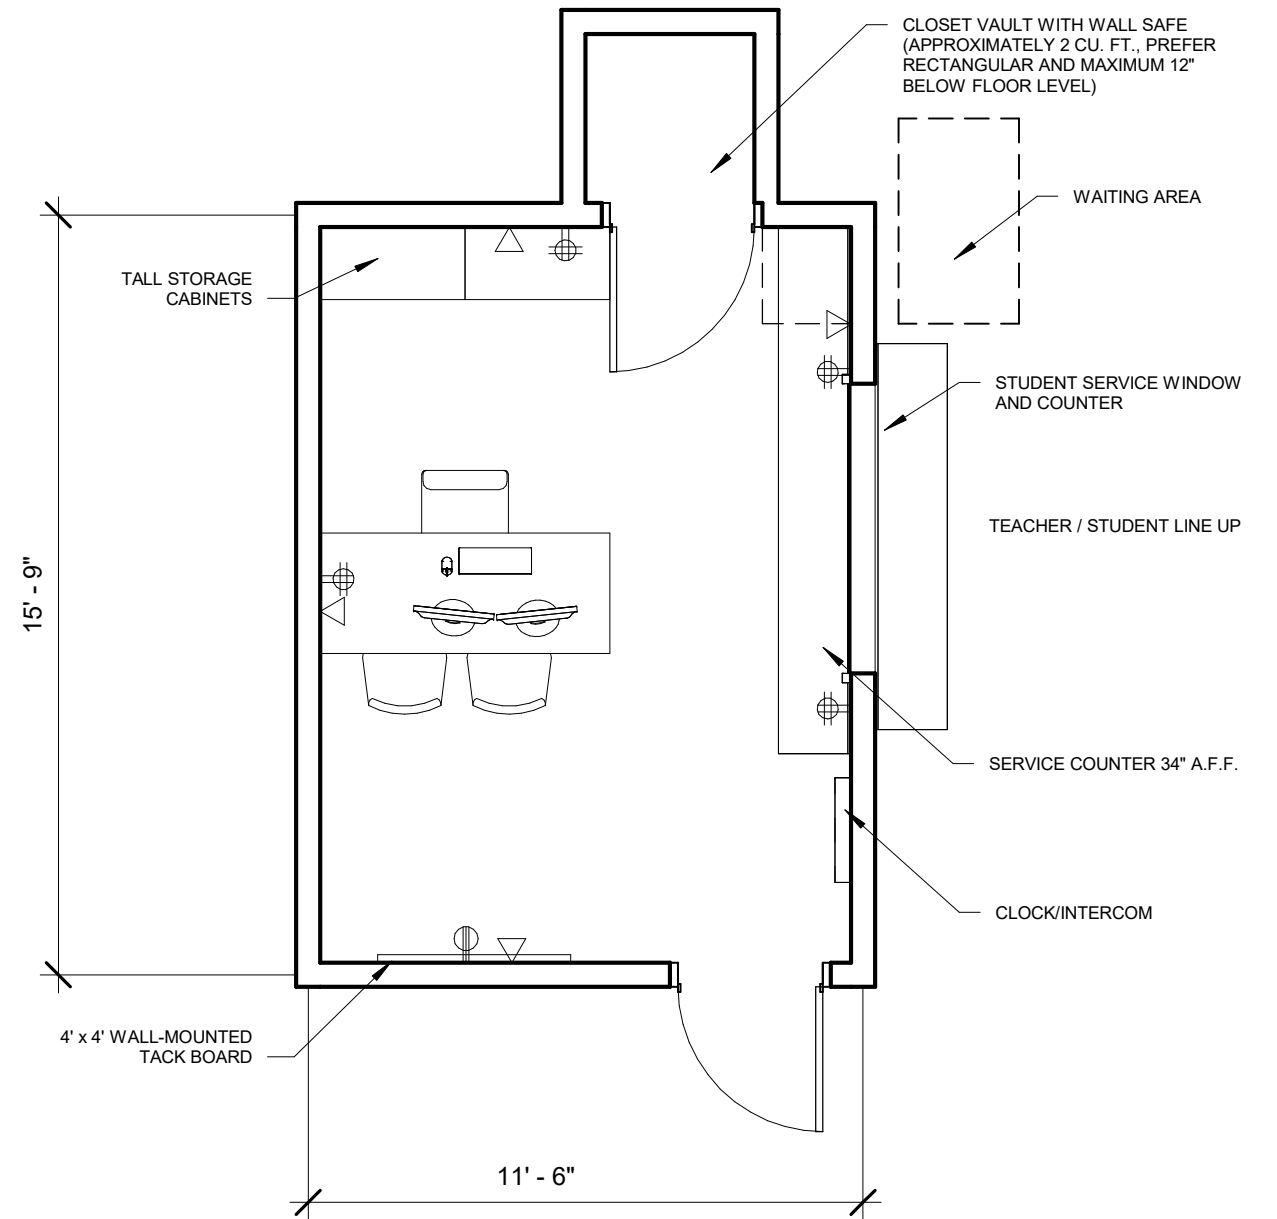 CLOSET VAULT WITH WALL SAFE
(APPROXIMATELY 2 CU. FT., PREFER
RECTANGULAR AND MAXIMUM 12"
BELOW FLOOR LEVEL)
WAITING AREA
TALL STORAGE
CABINETS
STUDENT SERVICE WINDOW
AND COUNTER
TEACHER / STUDENT LINE UP
15' - 9"
SERVICE COUNTER 34" A.F.F.
CLOCK/INTERCOM
4' x 4' WALL-MOUNTED
TACK BOARD
11' - 6"